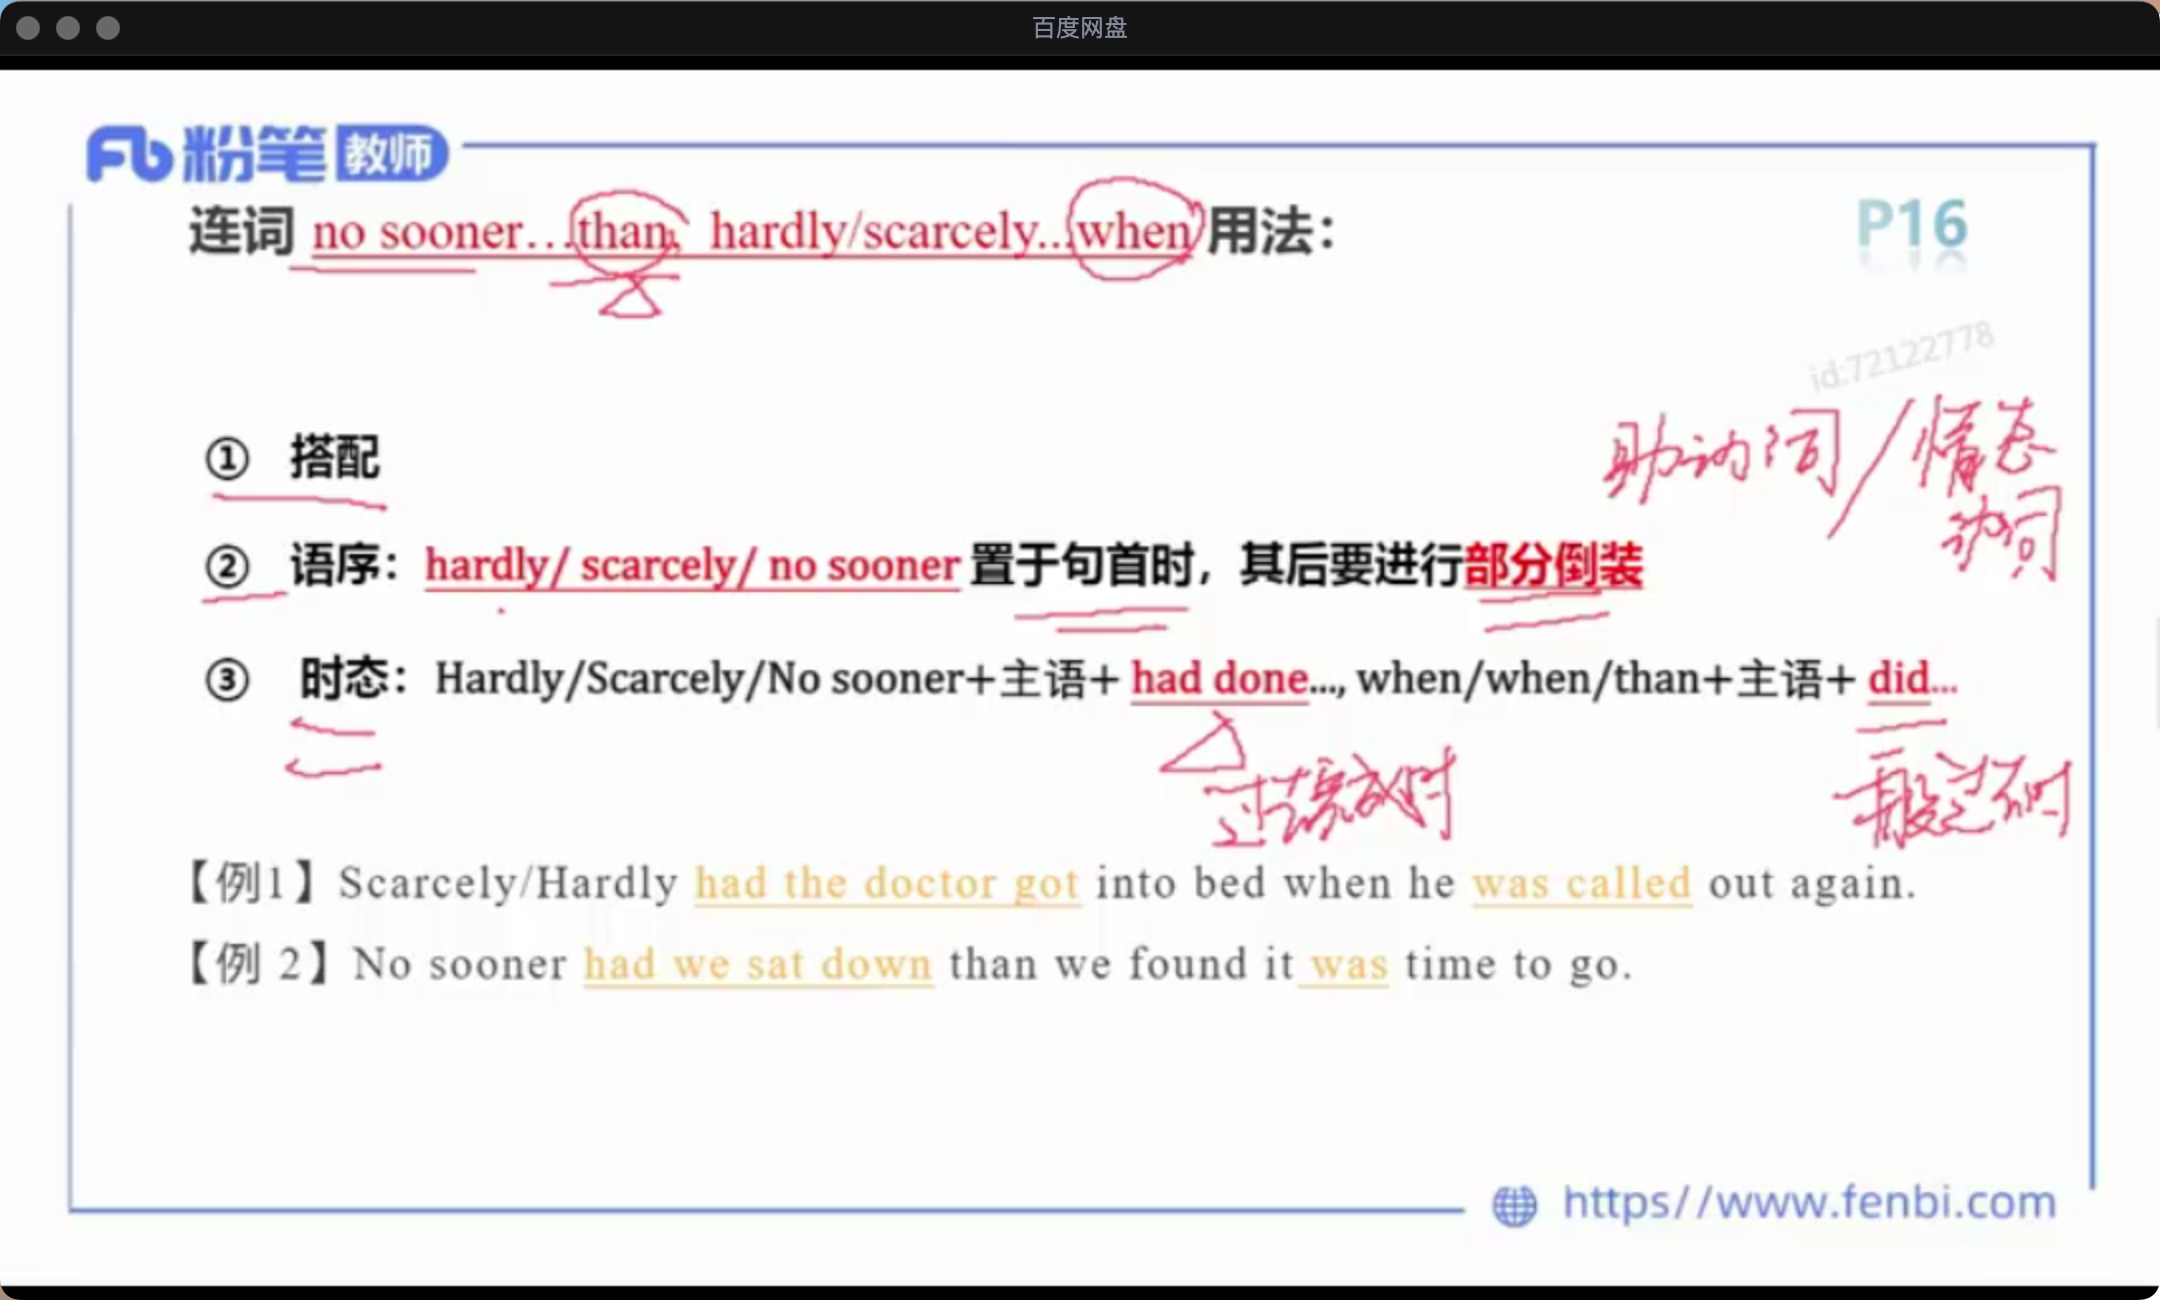 百度网盘
Fb粉笔教师
连词 no sooner...than, hardly/scarcely...when 用法：
P16
id:72122778
① 搭配
助动词/情态
动词
② 语序：hardly/ scarcely/ no sooner 置于句首时，其后要进行部分倒装
③ 时态：Hardly/Scarcely/No sooner+主语+ had done..., when/when/than+主语+ did...
过去完成时
一般过去时
【例1】Scarcely/Hardly had the doctor got into bed when he was called out again.
【例 2】No sooner had we sat down than we found it was time to go.
https//www.fenbi.com